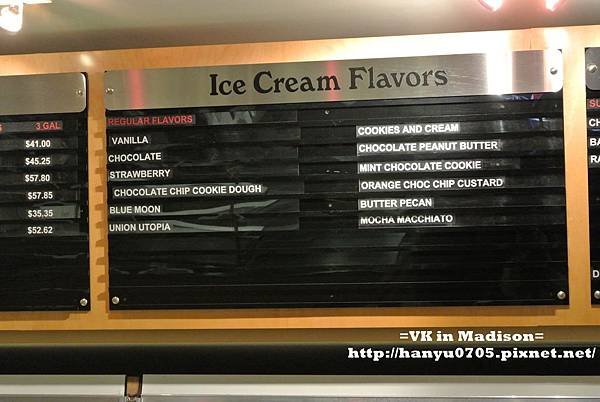 Ice Cream Flavors
3 GAL
$41.00
$45.25
$57.80
$57.85
$35.35
$52.62
REGULAR FLAVORS
VANILLA
CHOCOLATE
STRAWBERRY
CHOCOLATE CHIP COOKIE DOUGH
BLUE MOON
UNION UTOPIA
COOKIES AND CREAM
CHOCOLATE PEANUT BUTTER
MINT CHOCOLATE COOKIE
ORANGE CHOC CHIP CUSTARD
BUTTER PECAN
MOCHA MACCHIATO
=VK in Madison=
http://hanyu0705.pixnet.net/